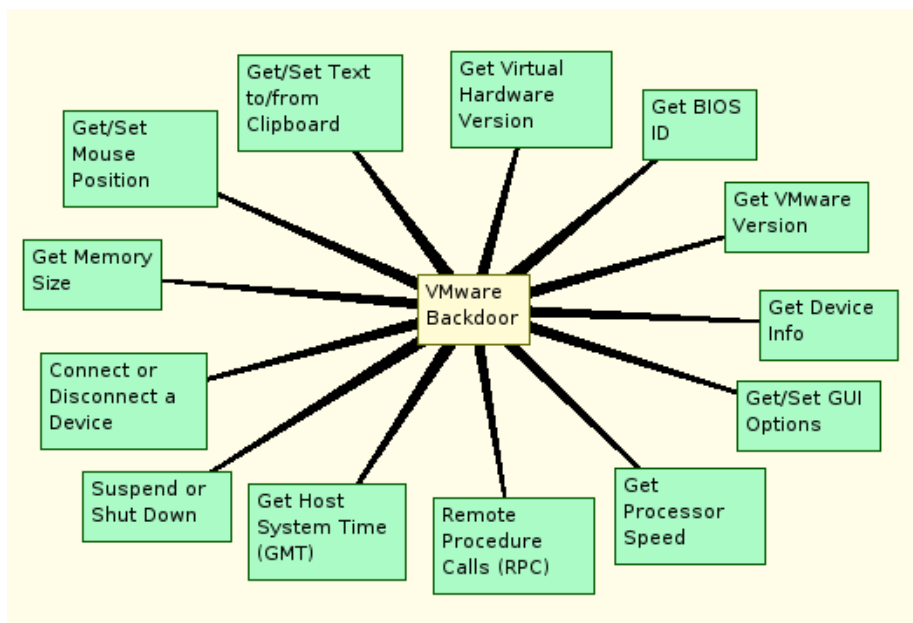 Get/Set Text
to/from
Clipboard
Get Virtual
Hardware
Version
Get BIOS
ID
Get/Set
Mouse
Position
Get VMware
Version
Get Memory
Size
VMware
Backdoor
Get Device
Info
Connect or
Disconnect a
Device
Get/Set GUI
Options
Suspend or
Shut Down
Get Host
System Time
(GMT)
Remote
Procedure
Calls (RPC)
Get
Processor
Speed